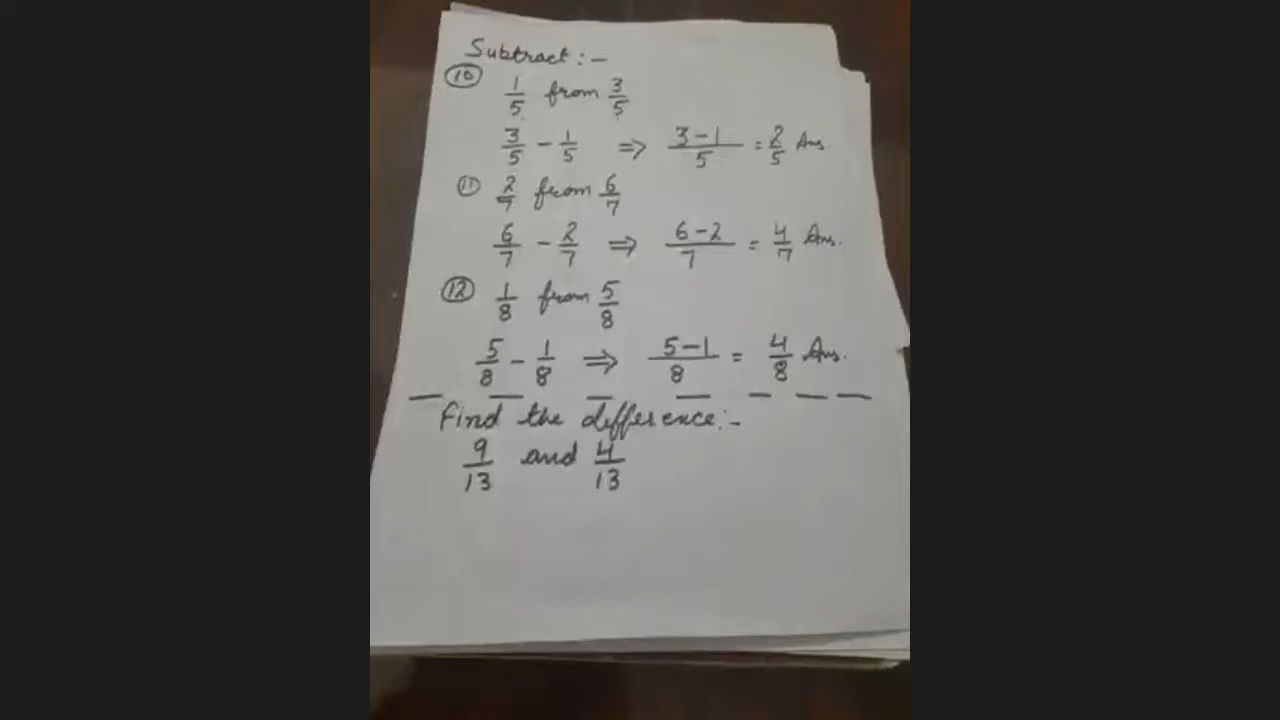 Subtract :-
(10) 1/5 from 3/5
3/5 - 1/5 ⇒ 3-1/5 = 2/5 Ans.
(11) 2/7 from 6/7
6/7 - 2/7 ⇒ 6-2/7 = 4/7 Ans.
(12) 1/8 from 5/8
5/8 - 1/8 ⇒ 5-1/8 = 4/8 Ans.
Find the difference :-
9/13 and 4/13